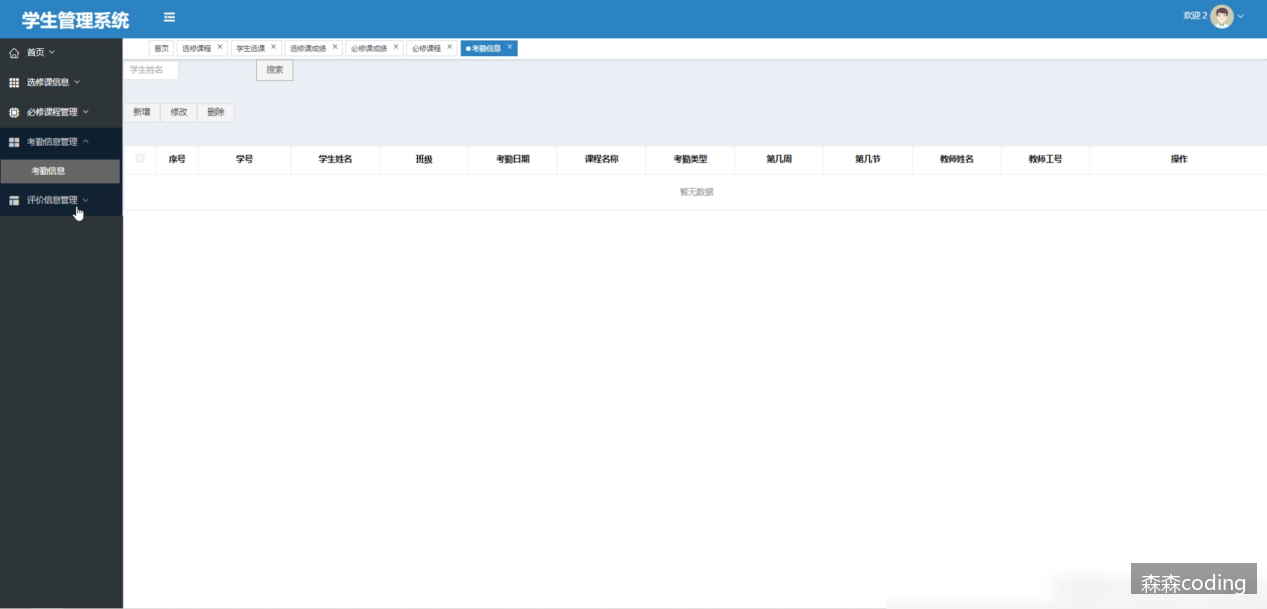 学生管理系统
欢迎 2
首页
选修课信息
必修课程管理
考勤信息管理
考勤信息
评价信息管理
首页 选修课程 × 学生选课 × 选修课成绩 × 必修课成绩 × 必修课程 × 考勤信息 ×
学生姓名 搜索
新增 修改 删除
序号 学号 学生姓名 班级 考勤日期 课程名称 考勤类型 第几周 第几节 教师姓名 教师工号 操作
暂无数据
森森coding